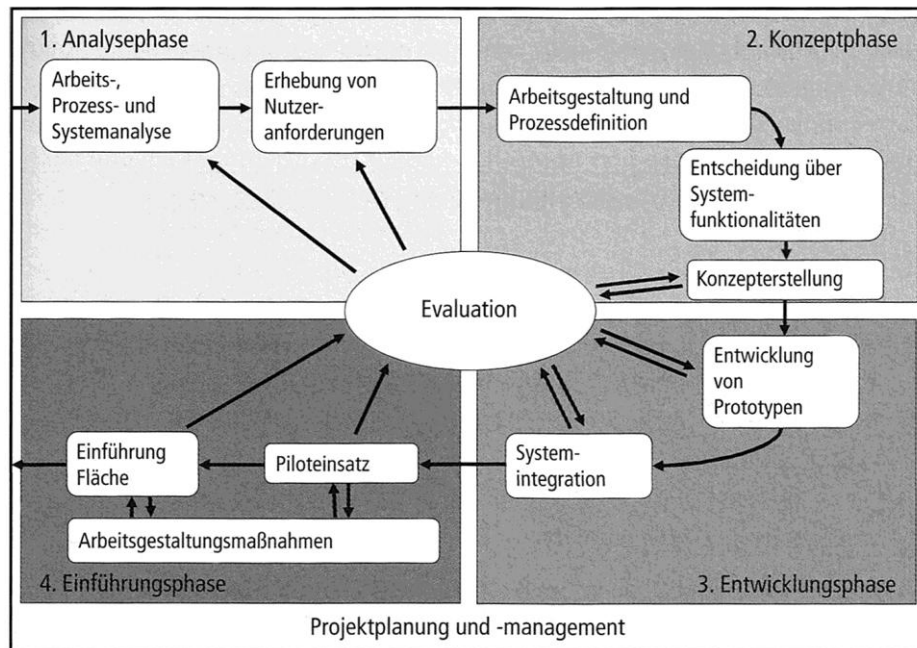 1. Analysephase
Arbeits-,
Prozess- und
Systemanalyse
Erhebung von
Nutzer-
anforderungen
2. Konzeptphase
Arbeitsgestaltung und
Prozessdefinition
Entscheidung über
System-
funktionalitäten
Konzepterstellung
Evaluation
Entwicklung
von
Prototypen
System-
integration
3. Entwicklungsphase
Piloteinsatz
Einführung
Fläche
Arbeitsgestaltungsmaßnahmen
4. Einführungsphase
Projektplanung und -management